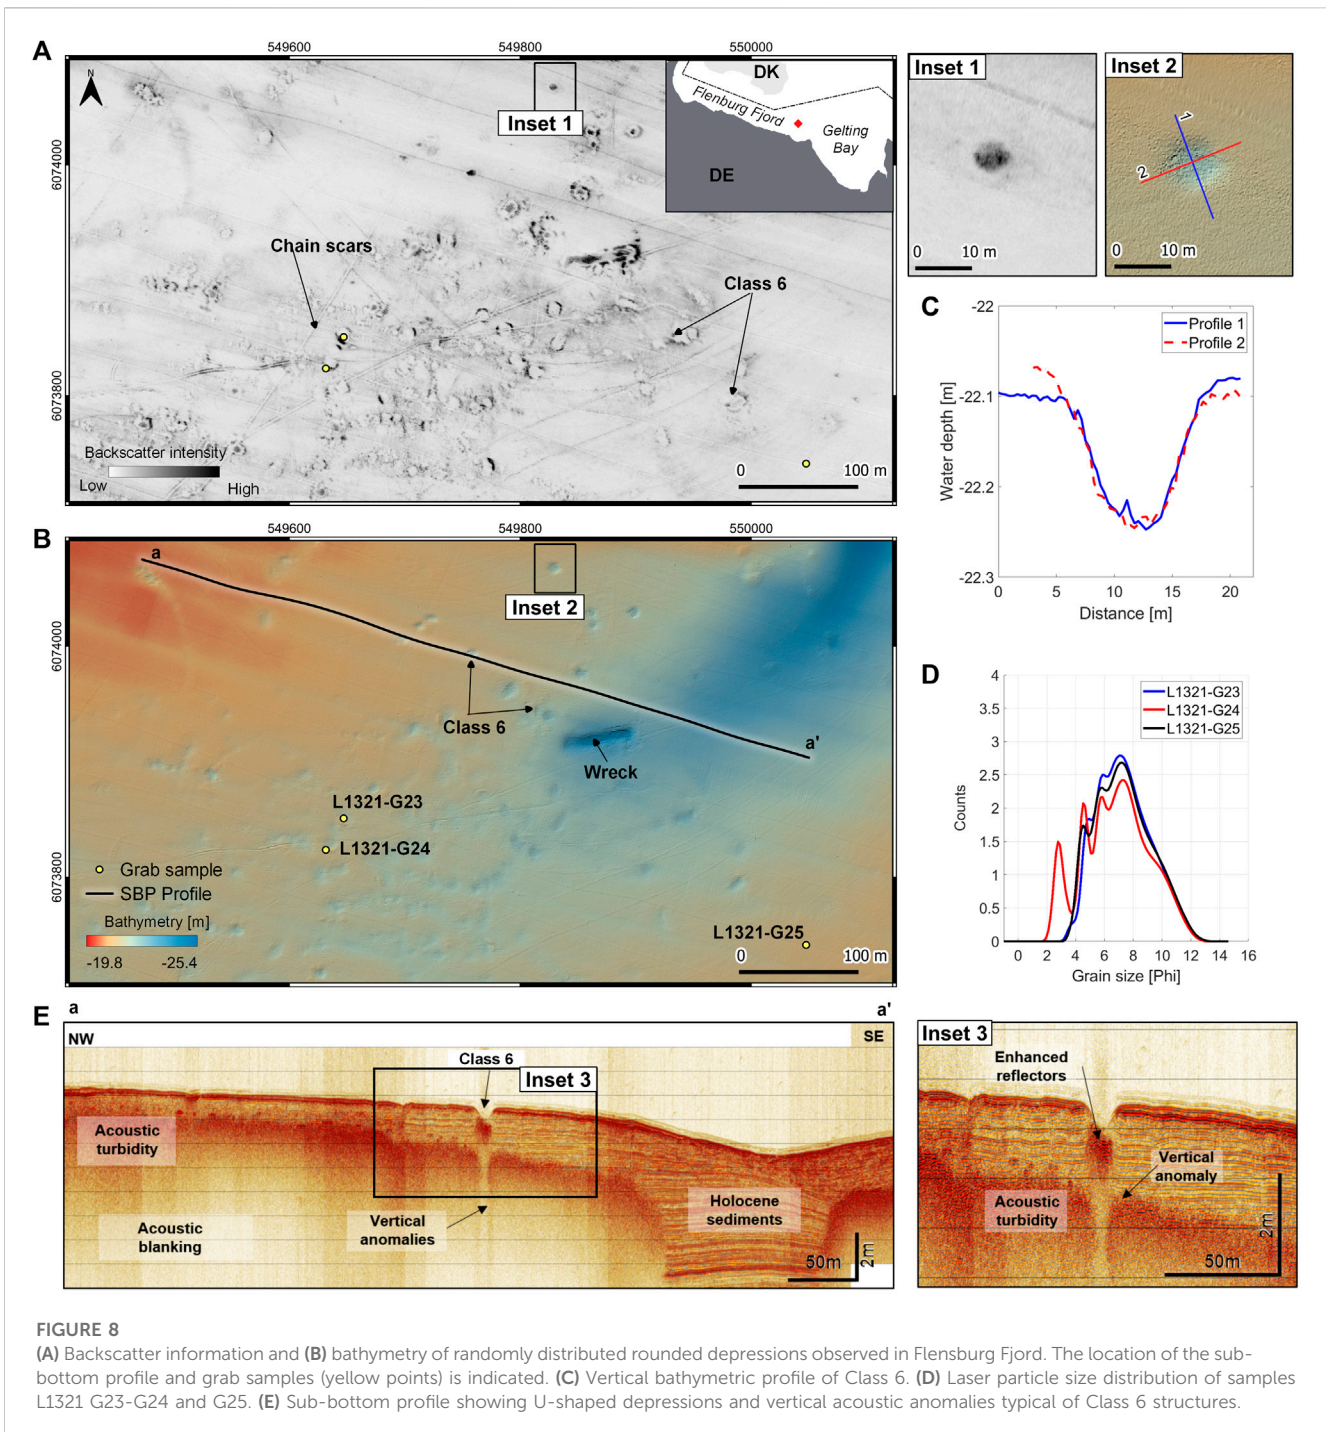 A
549600
549800
550000
N
6074000
6073800
Inset 1
DK
Flenburg Fjord
Gelting
Bay
DE
Chain scars
Class 6
Backscatter intensity
Low
High
0
100 m
Inset 1
0
10 m
Inset 2
1
2
0
10 m
C
-22
-22.1
-22.2
-22.3
Water depth [m]
Profile 1
Profile 2
0
5
10
15
20
Distance [m]
B
549600
549800
550000
6074000
6073800
a
Inset 2
Class 6
a'
Wreck
L1321-G23
L1321-G24
L1321-G25
Grab sample
SBP Profile
Bathymetry [m]
-19.8
-25.4
0
100 m
D
4
3.5
3
2.5
2
1.5
1
0.5
0
Counts
L1321-G23
L1321-G24
L1321-G25
0
2
4
6
8
10
12
14
16
Grain size [Phi]
E
a
a'
NW
SE
Class 6
Inset 3
Acoustic
turbidity
Acoustic
blanking
Vertical
anomalies
Holocene
sediments
50m
2m
Inset 3
Enhanced
reflectors
Vertical
anomaly
Acoustic
turbidity
50m
2m
FIGURE 8
(A) Backscatter information and (B) bathymetry of randomly distributed rounded depressions observed in Flensburg Fjord. The location of the sub-
bottom profile and grab samples (yellow points) is indicated. (C) Vertical bathymetric profile of Class 6. (D) Laser particle size distribution of samples
L1321 G23-G24 and G25. (E) Sub-bottom profile showing U-shaped depressions and vertical acoustic anomalies typical of Class 6 structures.